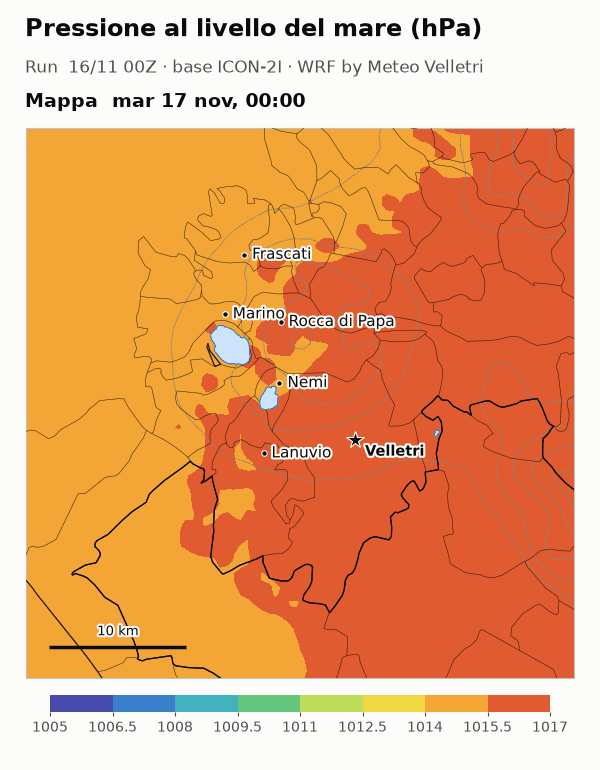 Pressione al livello del mare (hPa)
Run  16/11 00Z · base ICON-2I · WRF by Meteo Velletri
Mappa  mar 17 nov, 00:00
Frascati
Marino
Rocca di Papa
Nemi
Velletri
Lanuvio
10 km
1005 1006.5 1008 1009.5 1011 1012.5 1014 1015.5 1017